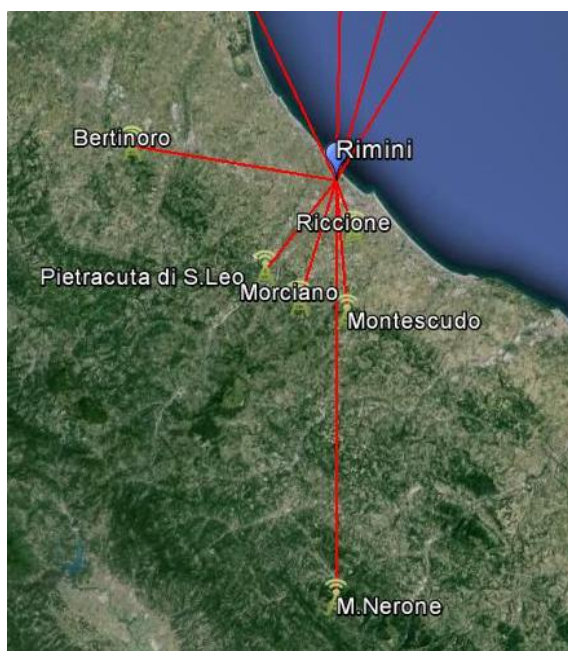 Bertinoro
Rimini
Riccione
Pietracuta di S.Leo
Morciano
Montescudo
M.Nerone